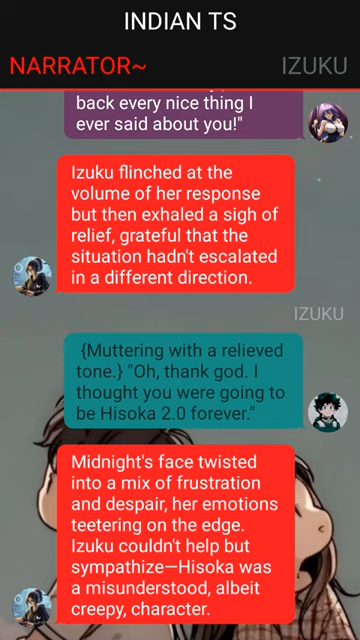 INDIAN TS
NARRATOR~ IZUKU
back every nice thing I
ever said about you!"
Izuku flinched at the
volume of her response
but then exhaled a sigh of
relief, grateful that the
situation hadn't escalated
in a different direction.
IZUKU
{Muttering with a relieved
tone.} "Oh, thank god. I
thought you were going to
be Hisoka 2.0 forever."
Midnight's face twisted
into a mix of frustration
and despair, her emotions
teetering on the edge.
Izuku couldn't help but
sympathize—Hisoka was
a misunderstood, albeit
creepy, character.